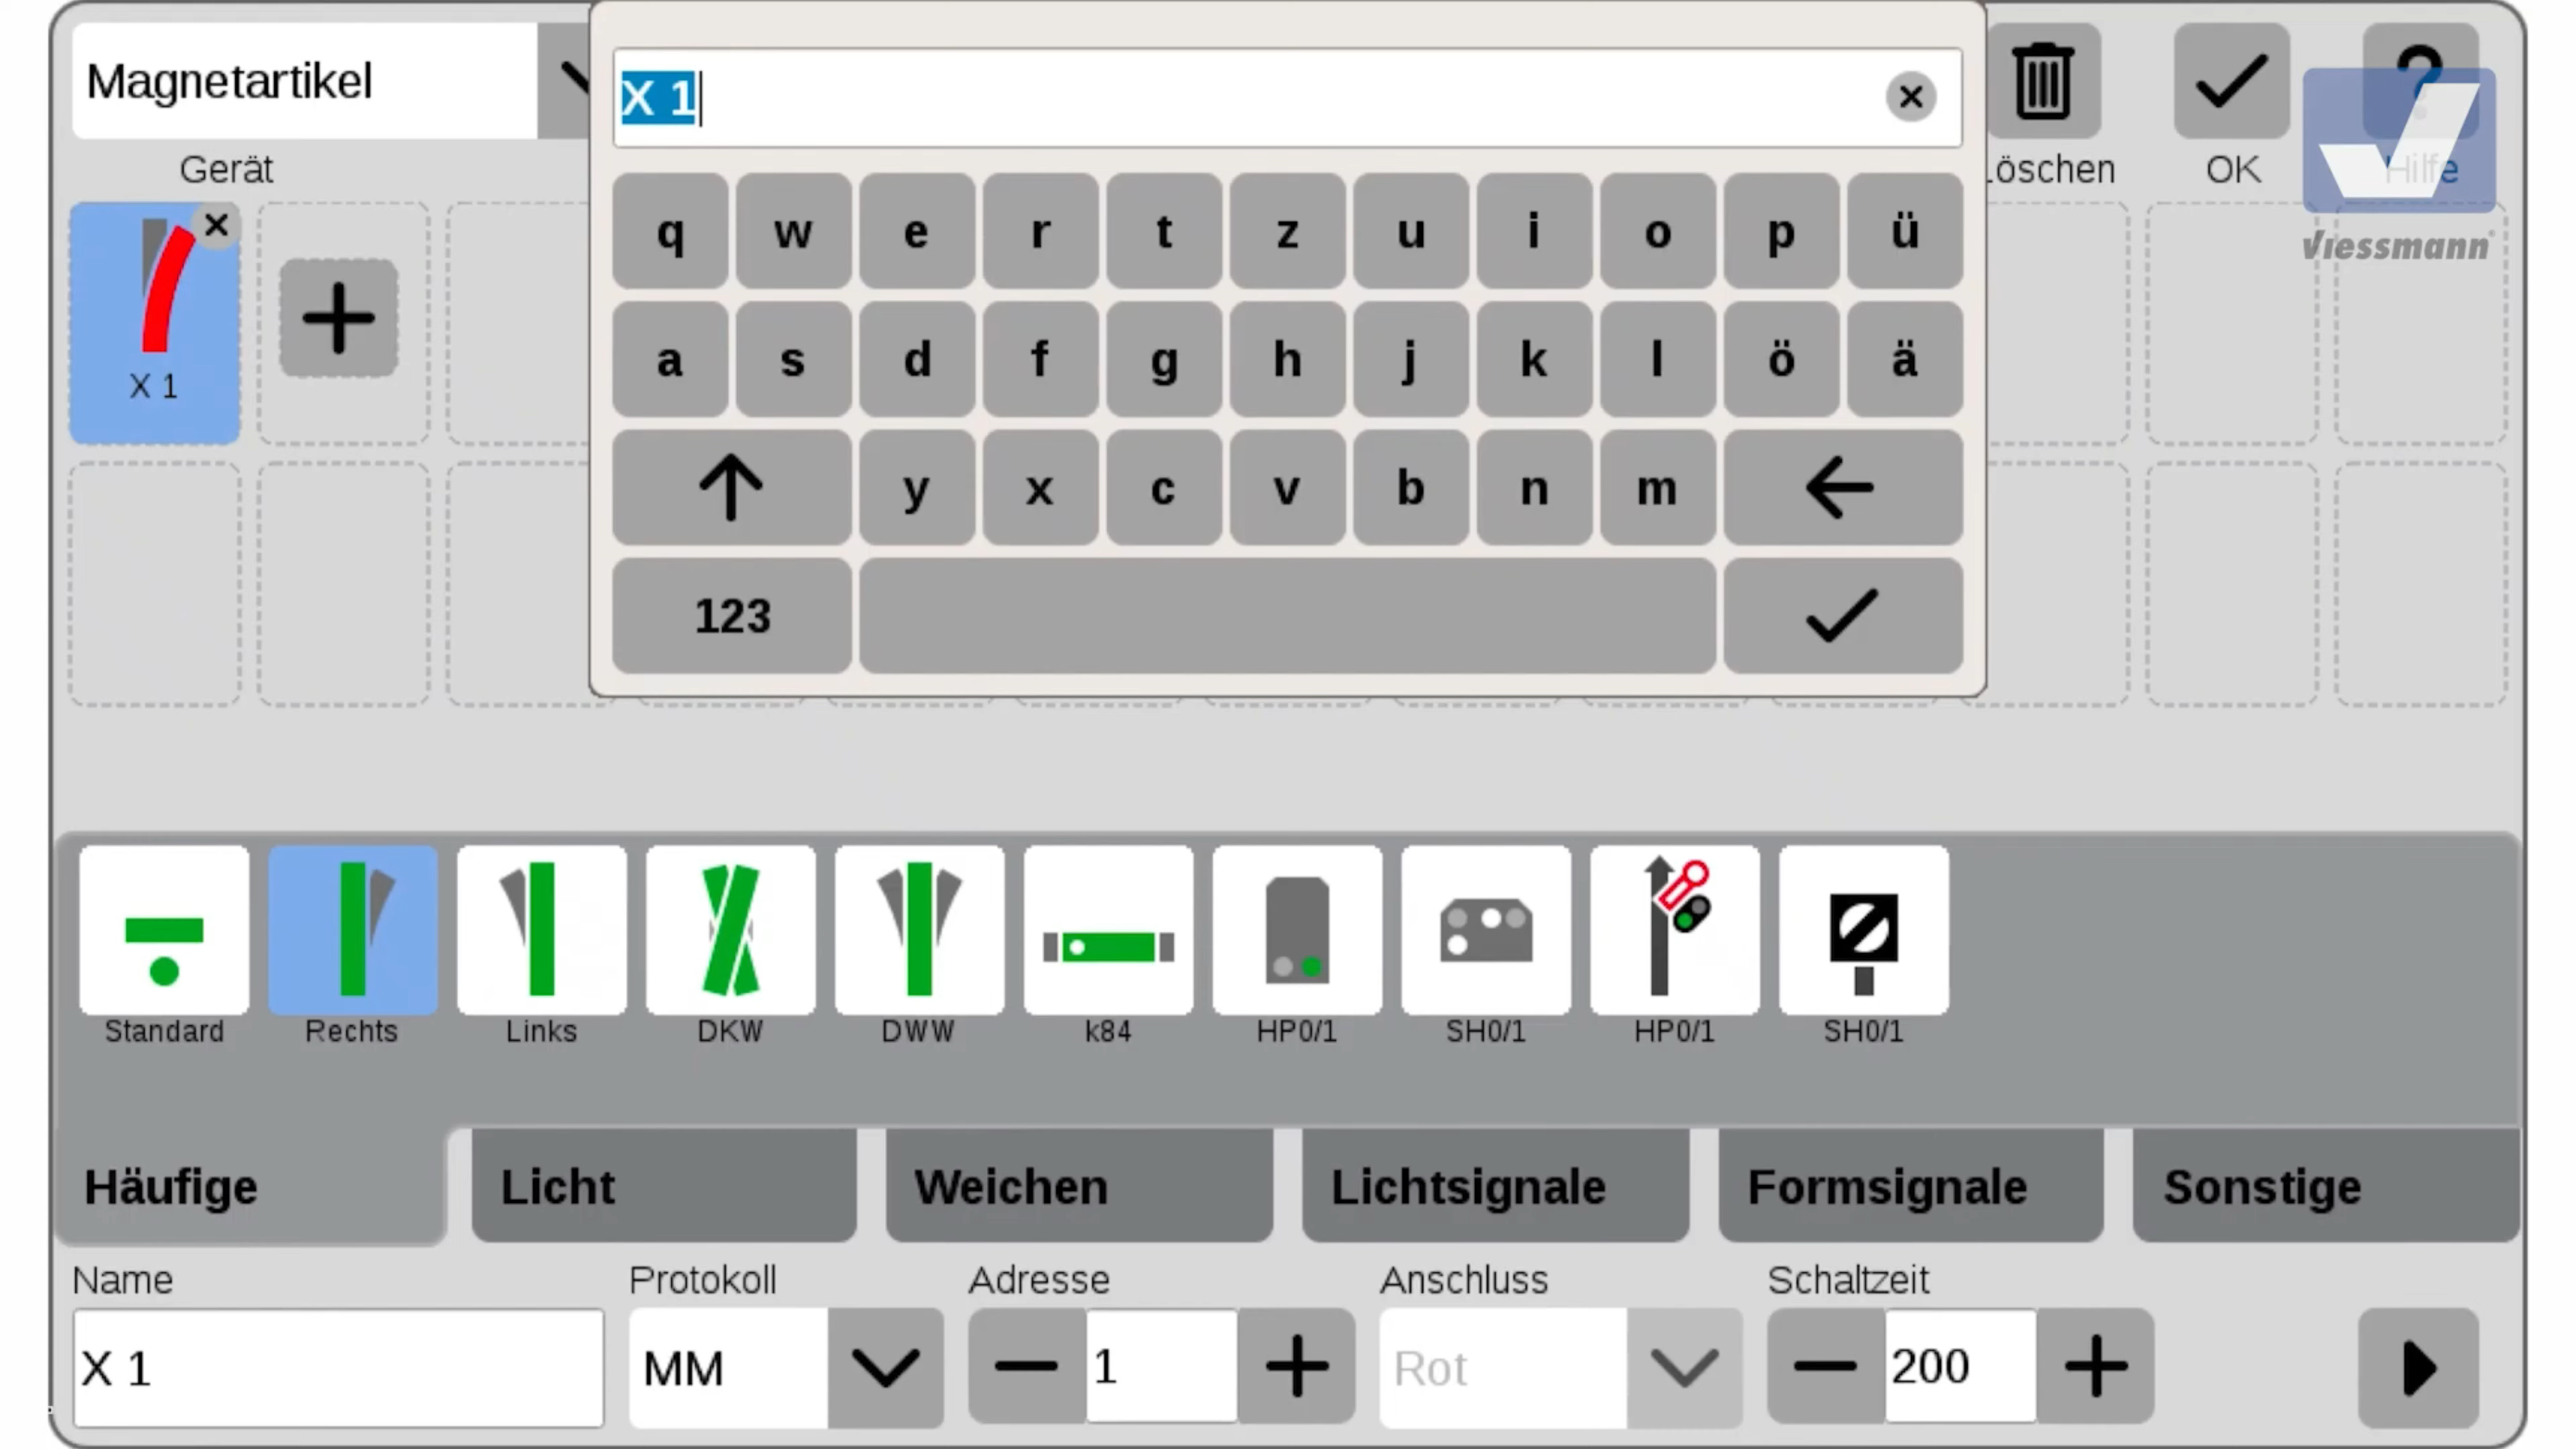 Magnetartikel
X 1
Gerät
Löschen
OK
Hilfe
Viessmann
q w e r t z u i o p ü
a s d f g h j k l ö ä
y x c v b n m
123
X 1
Standard
Rechts
Links
DKW
DWW
k84
HP0/1
SH0/1
HP0/1
SH0/1
Häufige
Licht
Weichen
Lichtsignale
Formsignale
Sonstige
Name
Protokoll
Adresse
Anschluss
Schaltzeit
X 1
MM
1
Rot
200